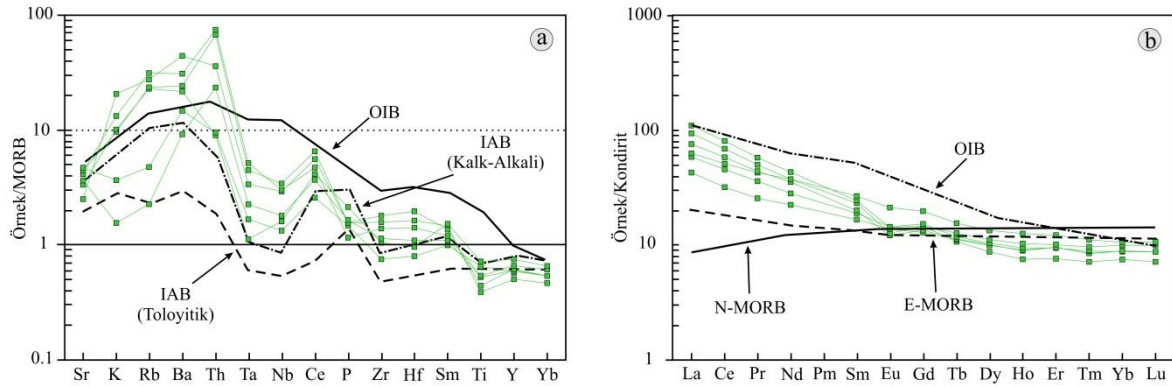 100
10
1
0.1
Örnek/MORB
a
OIB
IAB
(Kalk-Alkali)
IAB
(Toloyitik)
Sr K Rb Ba Th Ta Nb Ce P Zr Hf Sm Ti Y Yb
1000
100
10
1
Örnek/Kondirit
b
OIB
N-MORB
E-MORB
La Ce Pr Nd Pm Sm Eu Gd Tb Dy Ho Er Tm Yb Lu